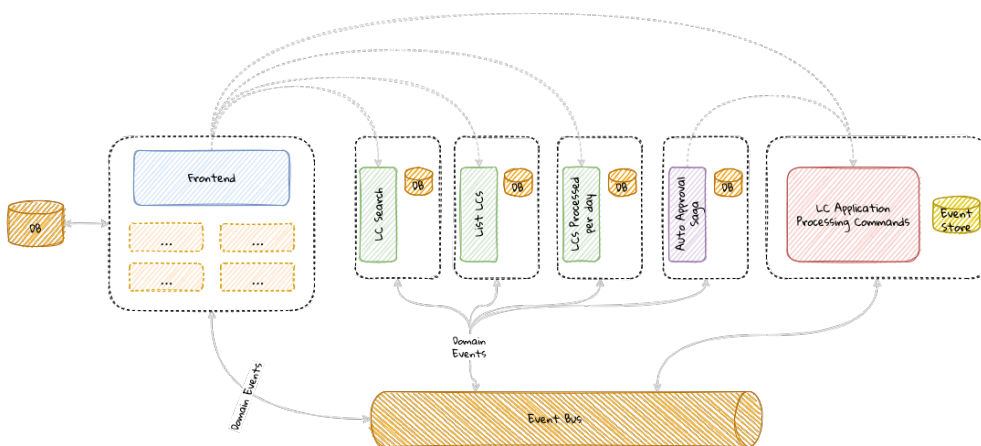 Frontend
DB
...
...
...
...
LC Search
DB
List LCs
DB
LCs Processed
per day
DB
Auto Approval
Saga
DB
LC Application
Processing Commands
Event
Store
Domain
Events
Domain Events
Event Bus